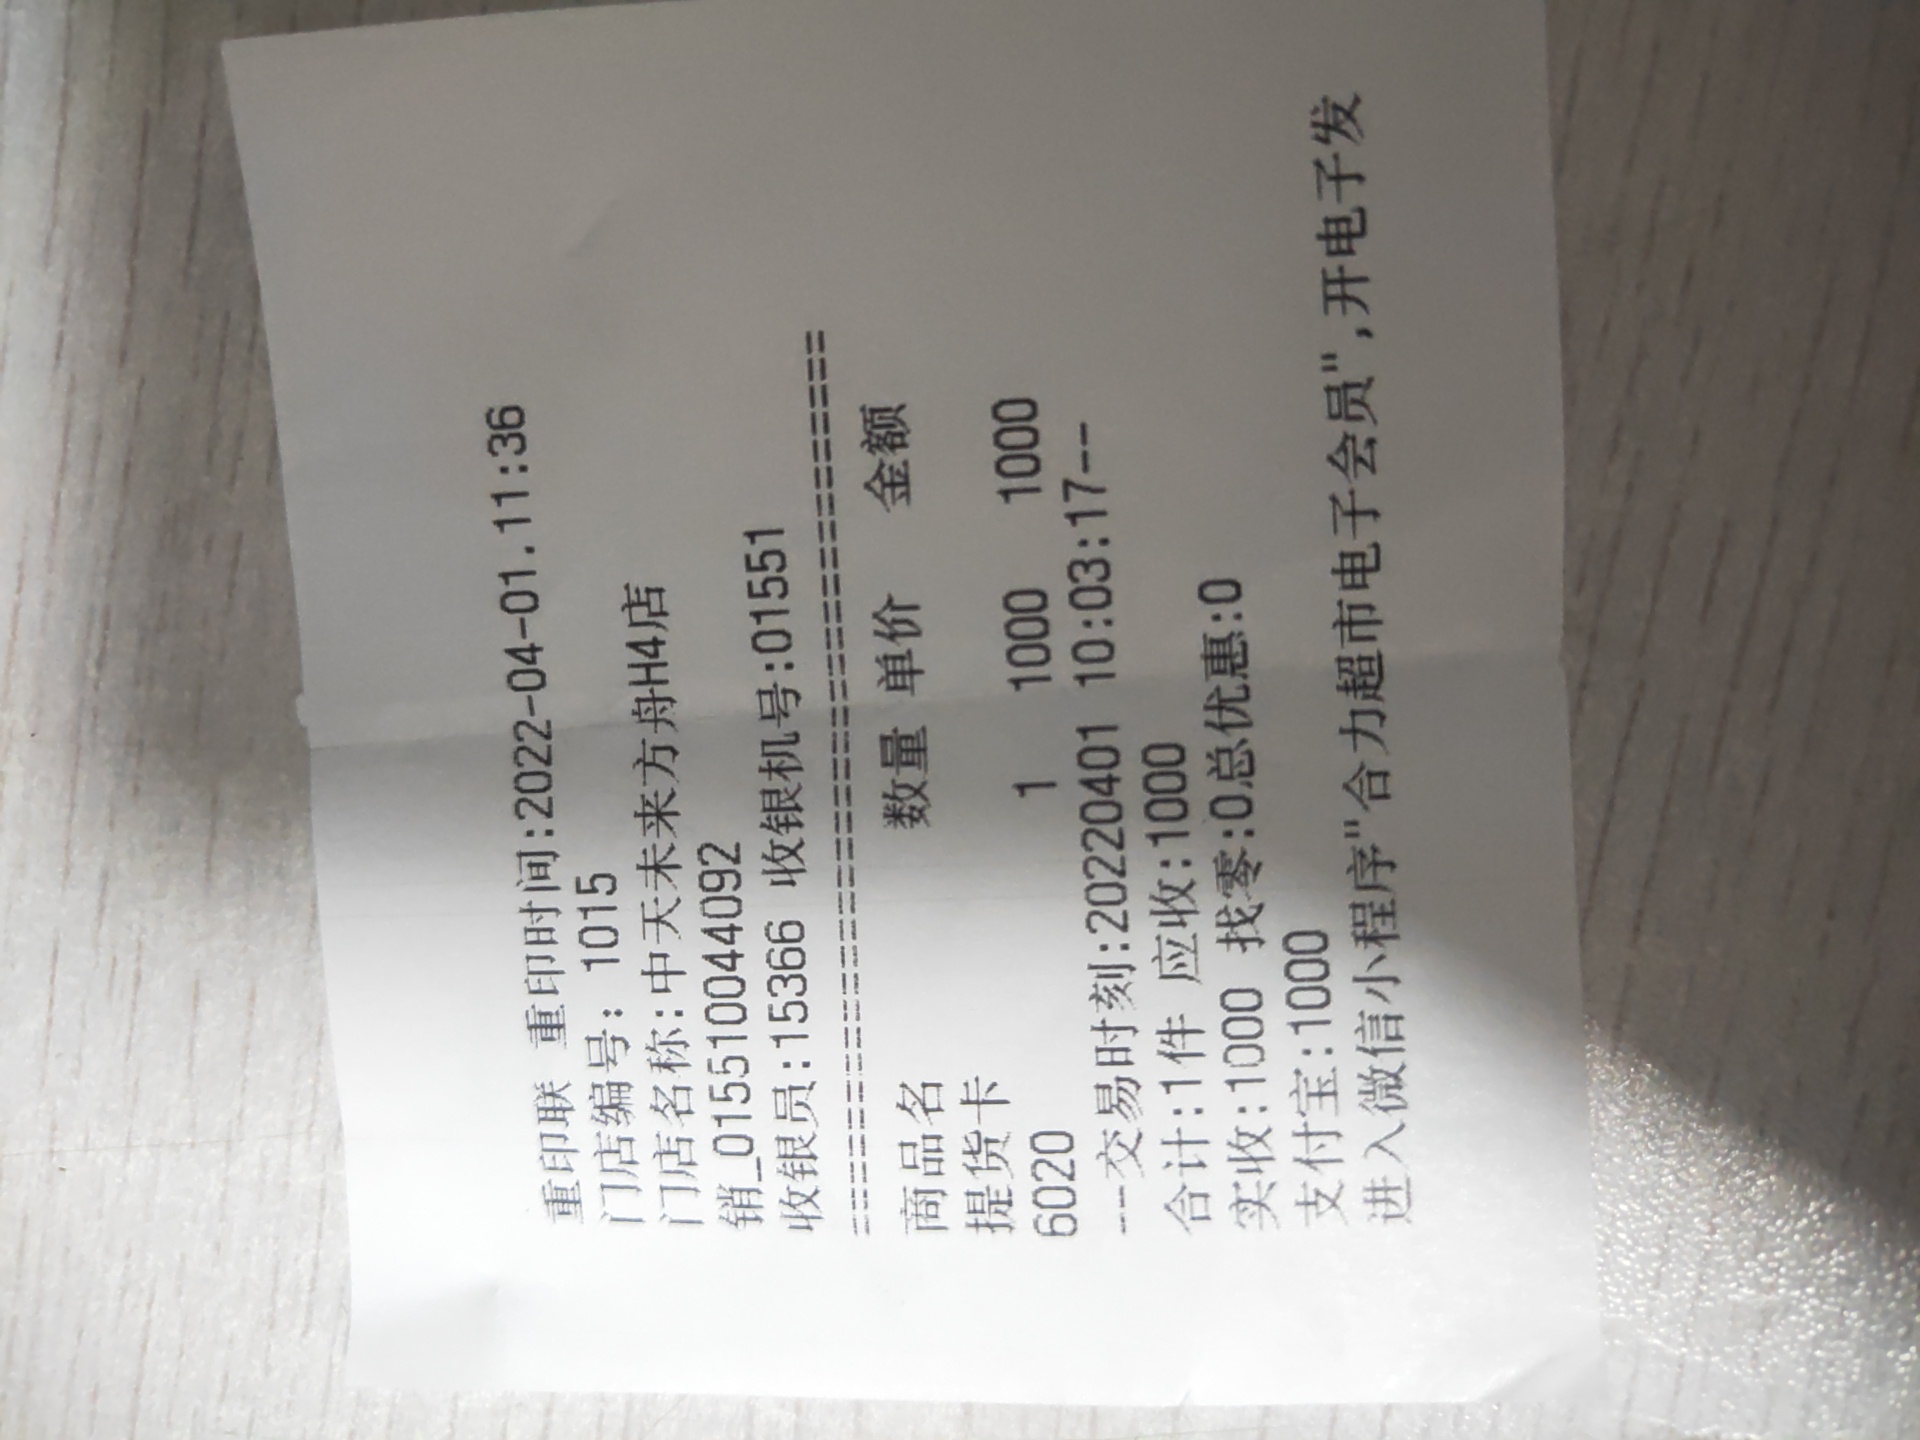 重印联 重印时间:2022-04-01.11:36
门店编号: 1015
门店名称:中天未来方舟H4店
销_015510044092
收银员:15366 收银机号:01551
==========================================
商品名 数量 单价 金额
提货卡
6020 1 1000 1000
---交易时刻:20220401 10:03:17--
合计:1件 应收:1000
实收:1000 找零:0总优惠:0
支付宝:1000
进入微信小程序"合力超市电子会员",开电子发